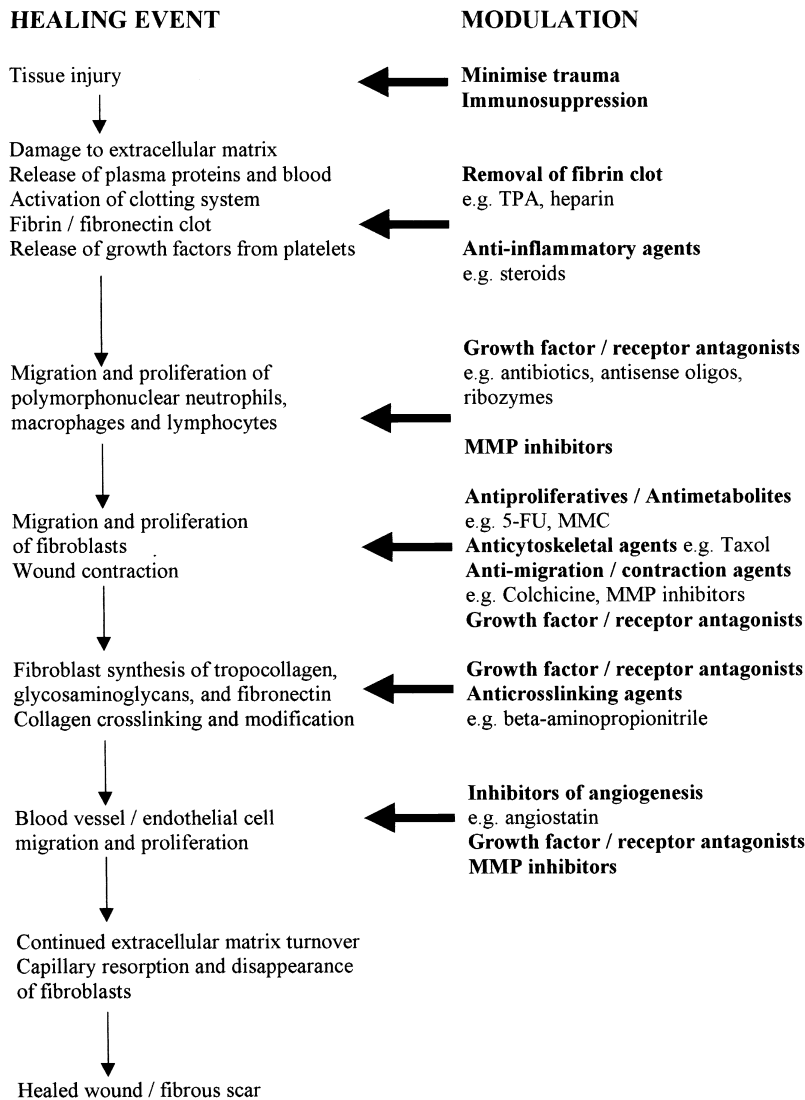 HEALING EVENT
MODULATION
Tissue injury
Minimise trauma
Immunosuppression
Damage to extracellular matrix
Release of plasma proteins and blood
Activation of clotting system
Fibrin / fibronectin clot
Release of growth factors from platelets
Removal of fibrin clot
e.g. TPA, heparin
Anti-inflammatory agents
e.g. steroids
Migration and proliferation of
polymorphonuclear neutrophils,
macrophages and lymphocytes
Growth factor / receptor antagonists
e.g. antibiotics, antisense oligos,
ribozymes
MMP inhibitors
Migration and proliferation
of fibroblasts
Wound contraction
Antiproliferatives / Antimetabolites
e.g. 5-FU, MMC
Anticytoskeletal agents e.g. Taxol
Anti-migration / contraction agents
e.g. Colchicine, MMP inhibitors
Growth factor / receptor antagonists
Fibroblast synthesis of tropocollagen,
glycosaminoglycans, and fibronectin
Collagen crosslinking and modification
Growth factor / receptor antagonists
Anticrosslinking agents
e.g. beta-aminopropionitrile
Blood vessel / endothelial cell
migration and proliferation
Inhibitors of angiogenesis
e.g. angiostatin
Growth factor / receptor antagonists
MMP inhibitors
Continued extracellular matrix turnover
Capillary resorption and disappearance
of fibroblasts
Healed wound / fibrous scar